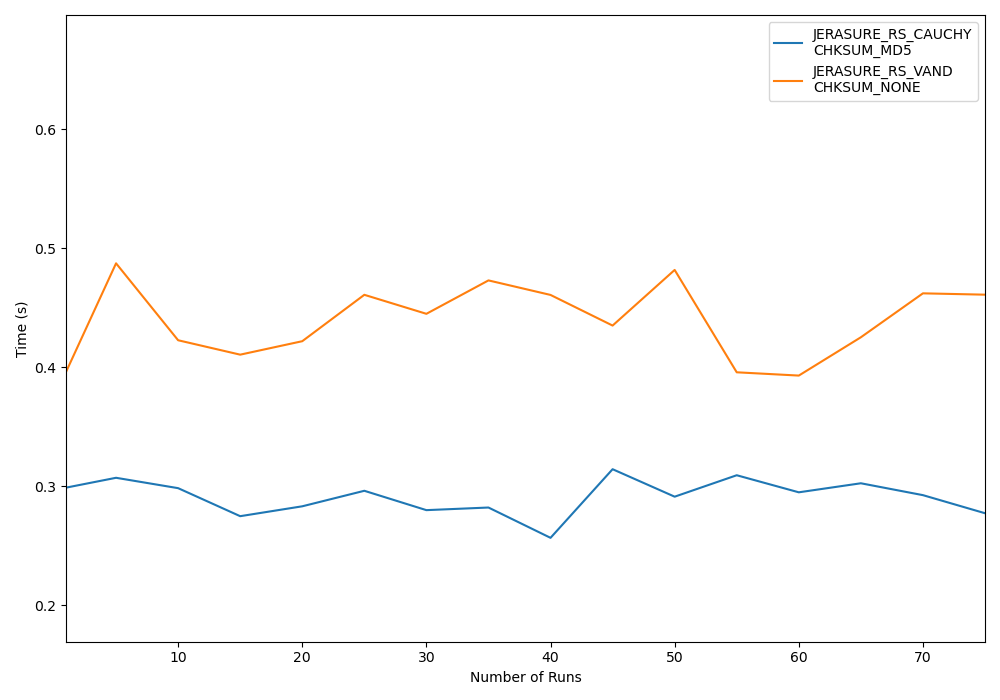 JERASURE_RS_CAUCHY
CHKSUM_MD5
JERASURE_RS_VAND
CHKSUM_NONE
0.6
0.5
0.4
0.3
0.2
Time (s)
10 20 30 40 50 60 70
Number of Runs